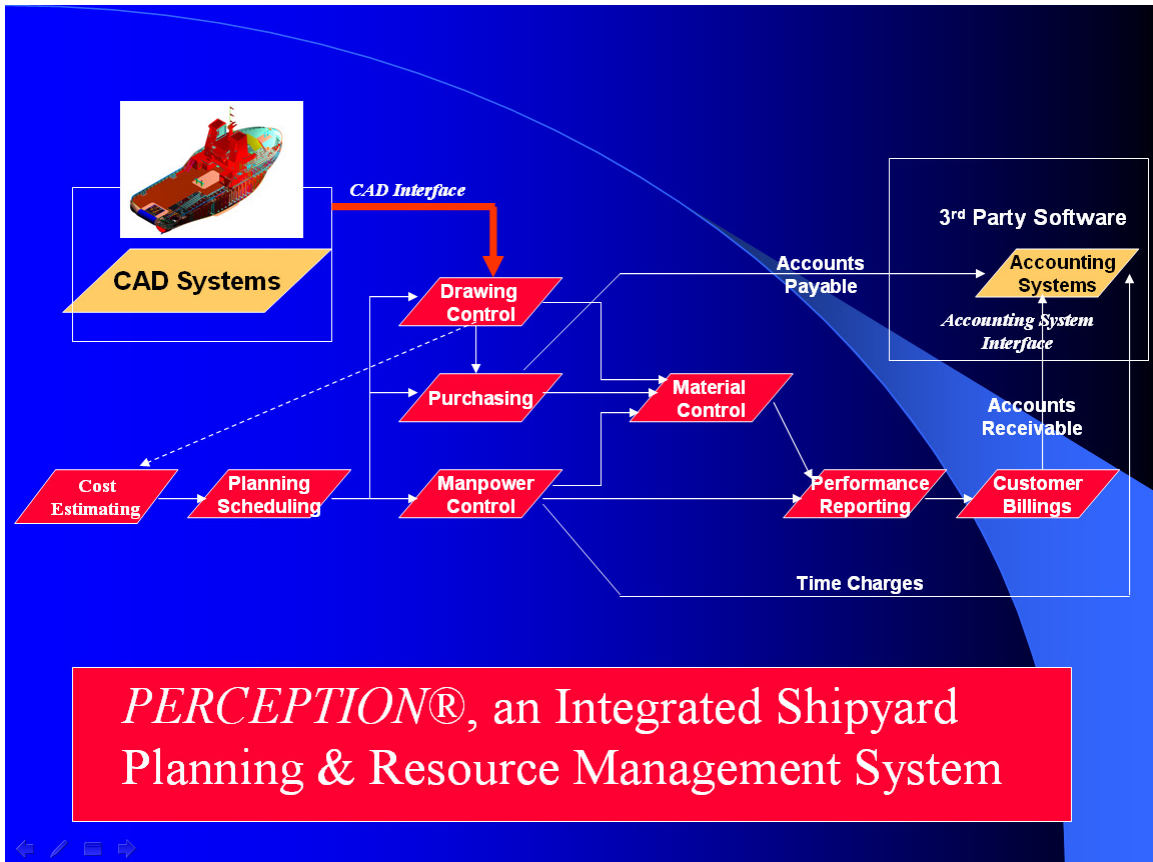 CAD Interface
3rd Party Software
CAD Systems
Accounting
Systems
Accounts
Payable
Drawing
Control
Accounting System
Interface
Purchasing
Material
Control
Accounts
Receivable
Cost
Estimating
Planning
Scheduling
Manpower
Control
Performance
Reporting
Customer
Billings
Time Charges
PERCEPTION®, an Integrated Shipyard
Planning & Resource Management System